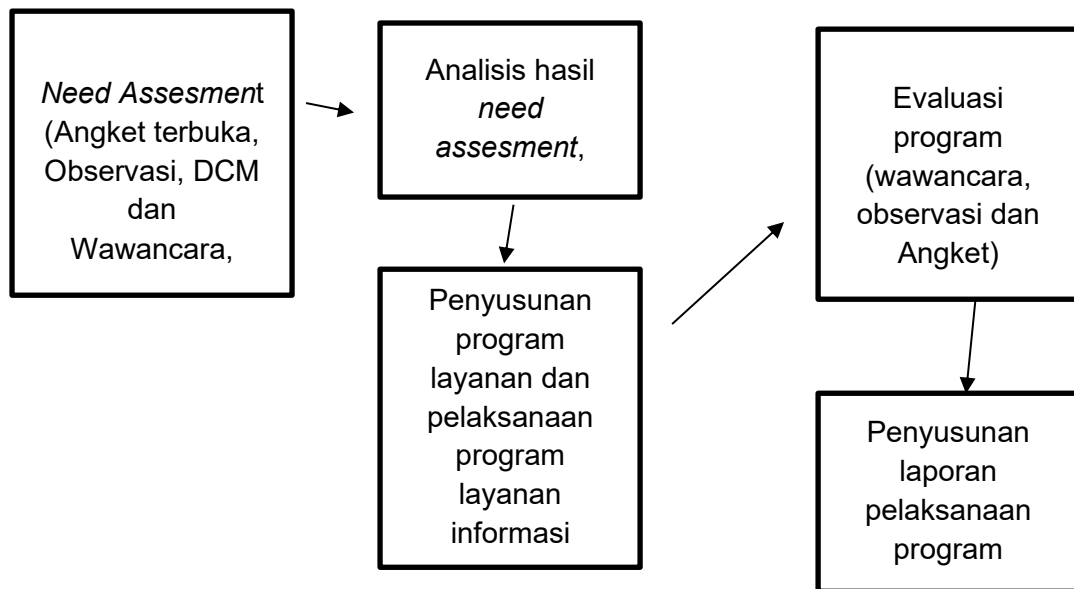 Need Assesment
(Angket terbuka,
Observasi, DCM
dan
Wawancara,
Analisis hasil
need
assesment,
Penyusunan
program
layanan dan
pelaksanaan
program
layanan
informasi
Evaluasi
program
(wawancara,
observasi dan
Angket)
Penyusunan
laporan
pelaksanaan
program